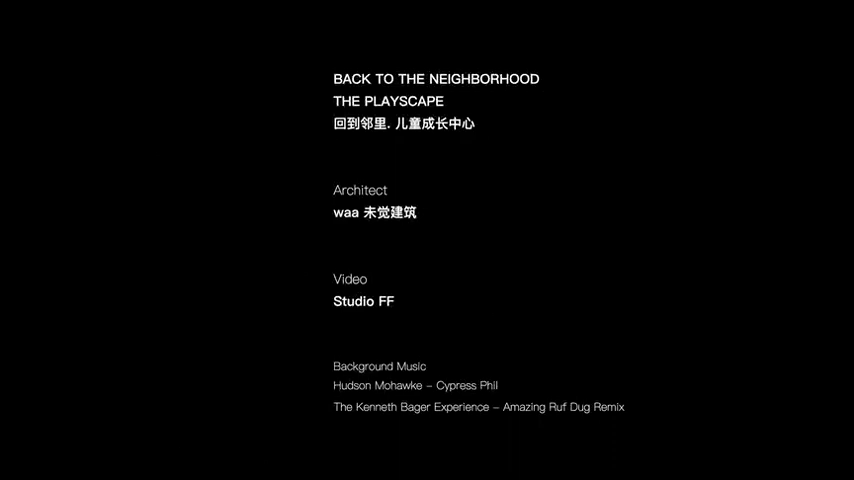 BACK TO THE NEIGHBORHOOD
THE PLAYSCAPE
回到邻里. 儿童成长中心
Architect
waa 未觉建筑
Video
Studio FF
Background Music
Hudson Mohawke – Cypress Phil
The Kenneth Bager Experience – Amazing Ruf Dug Remix